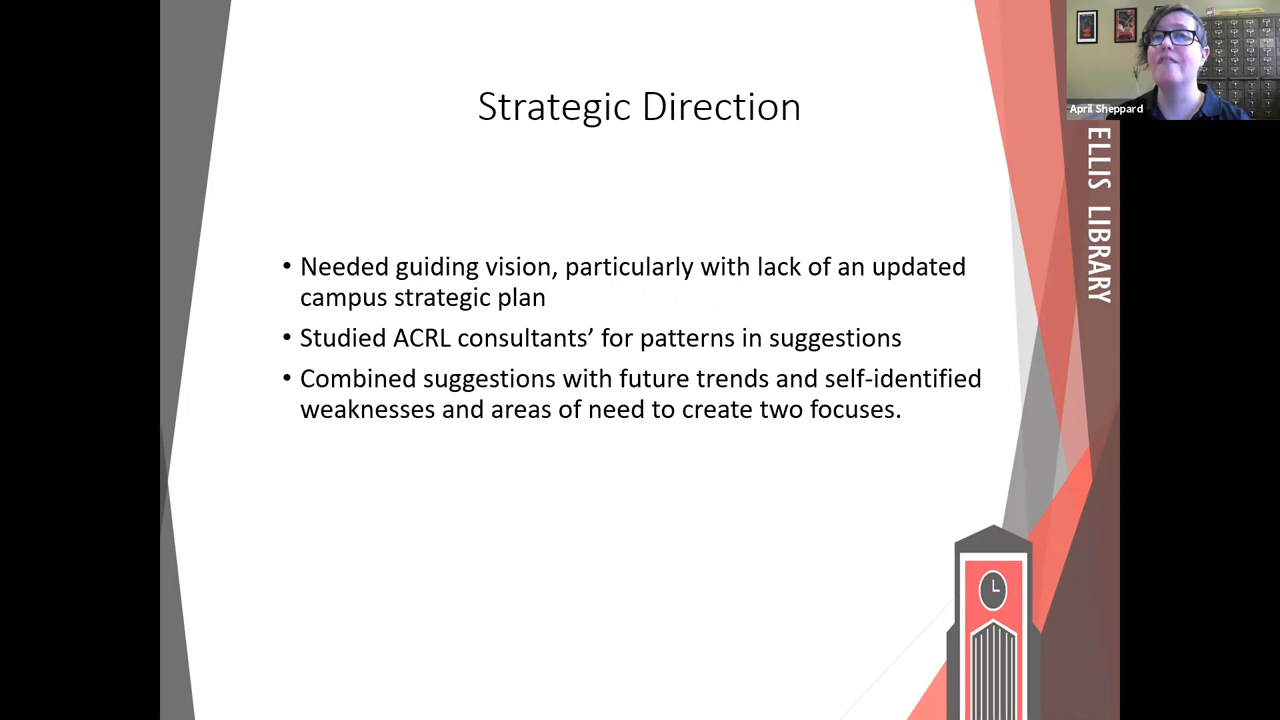 Strategic Direction
• Needed guiding vision, particularly with lack of an updated
campus strategic plan
• Studied ACRL consultants’ for patterns in suggestions
• Combined suggestions with future trends and self-identified
weaknesses and areas of need to create two focuses.
April Sheppard
ELLIS LIBRARY